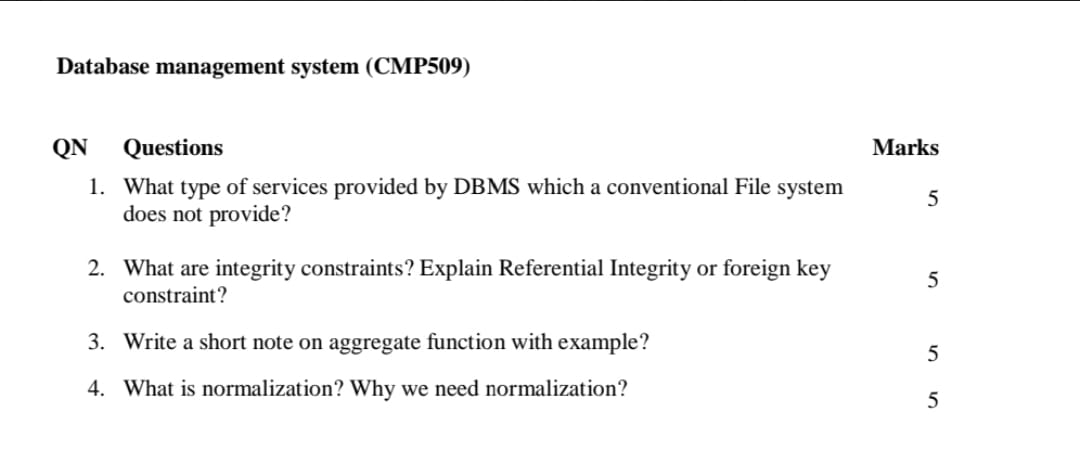 Database management system (CMP509)
QN Questions Marks
1. What type of services provided by DBMS which a conventional File system
does not provide? 5
2. What are integrity constraints? Explain Referential Integrity or foreign key
constraint? 5
3. Write a short note on aggregate function with example? 5
4. What is normalization? Why we need normalization? 5